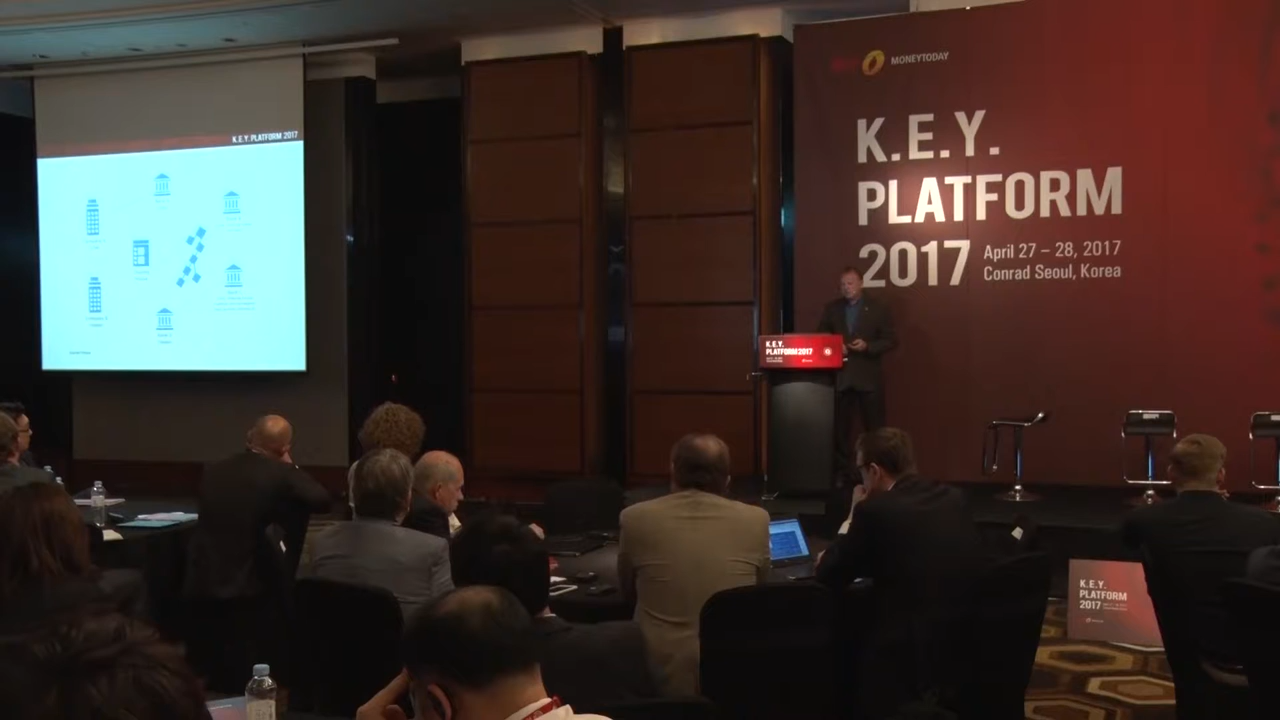 K.E.Y. PLATFORM 2017
MONEYTODAY
K.E.Y.
PLATFORM
2017
April 27 – 28, 2017
Conrad Seoul, Korea
K.E.Y.
PLATFORM 2017
K.E.Y.
PLATFORM
2017